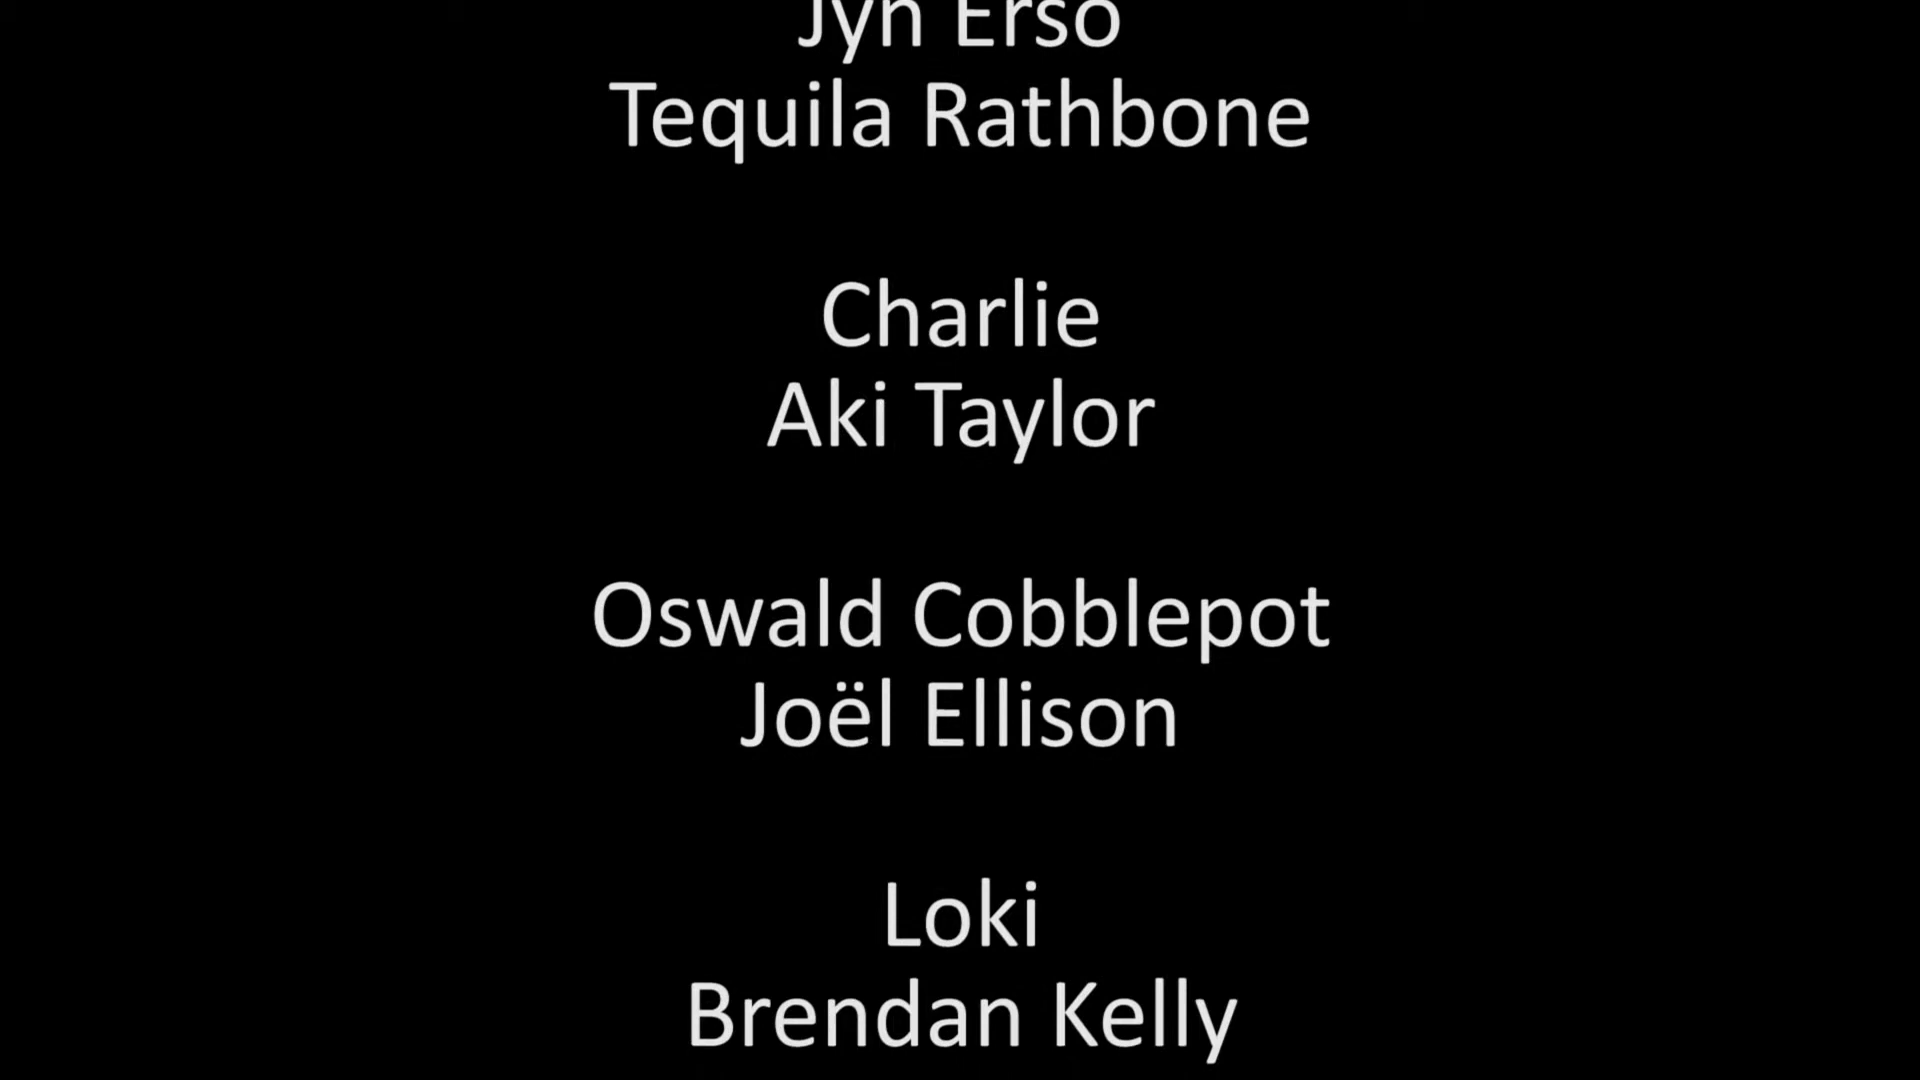 Jyn Erso
Tequila Rathbone
Charlie
Aki Taylor
Oswald Cobblepot
Joël Ellison
Loki
Brendan Kelly